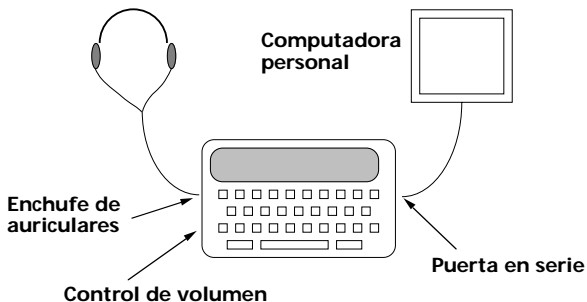 Computadora
personal
Enchufe de
auriculares
Puerta en serie
Control de volumen